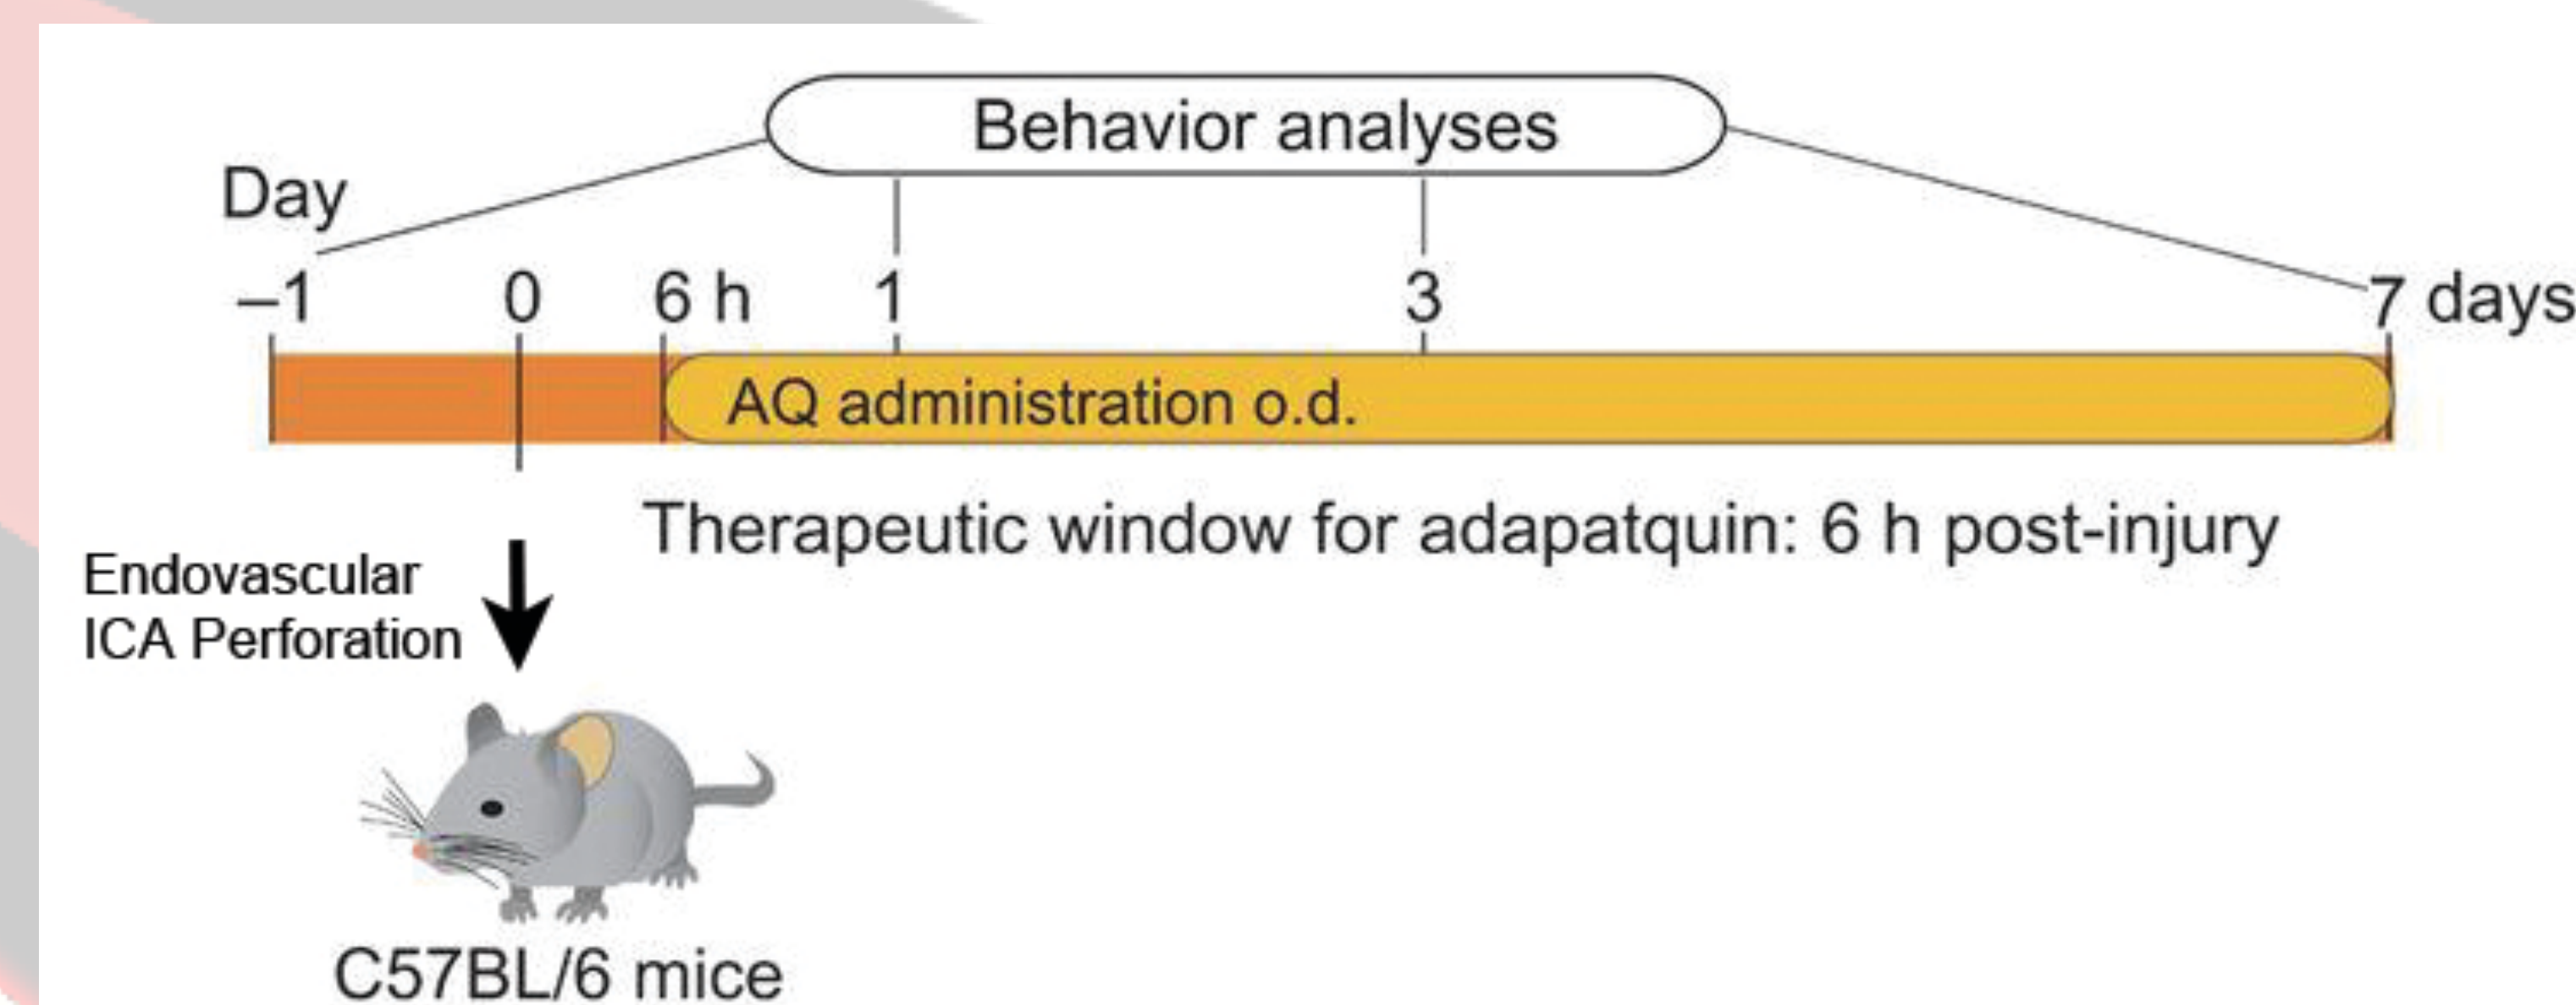 Behavior analyses
Day
–1 0 6 h 1 3 7 days
AQ administration o.d.
Therapeutic window for adapatquin: 6 h post-injury
Endovascular
ICA Perforation
C57BL/6 mice